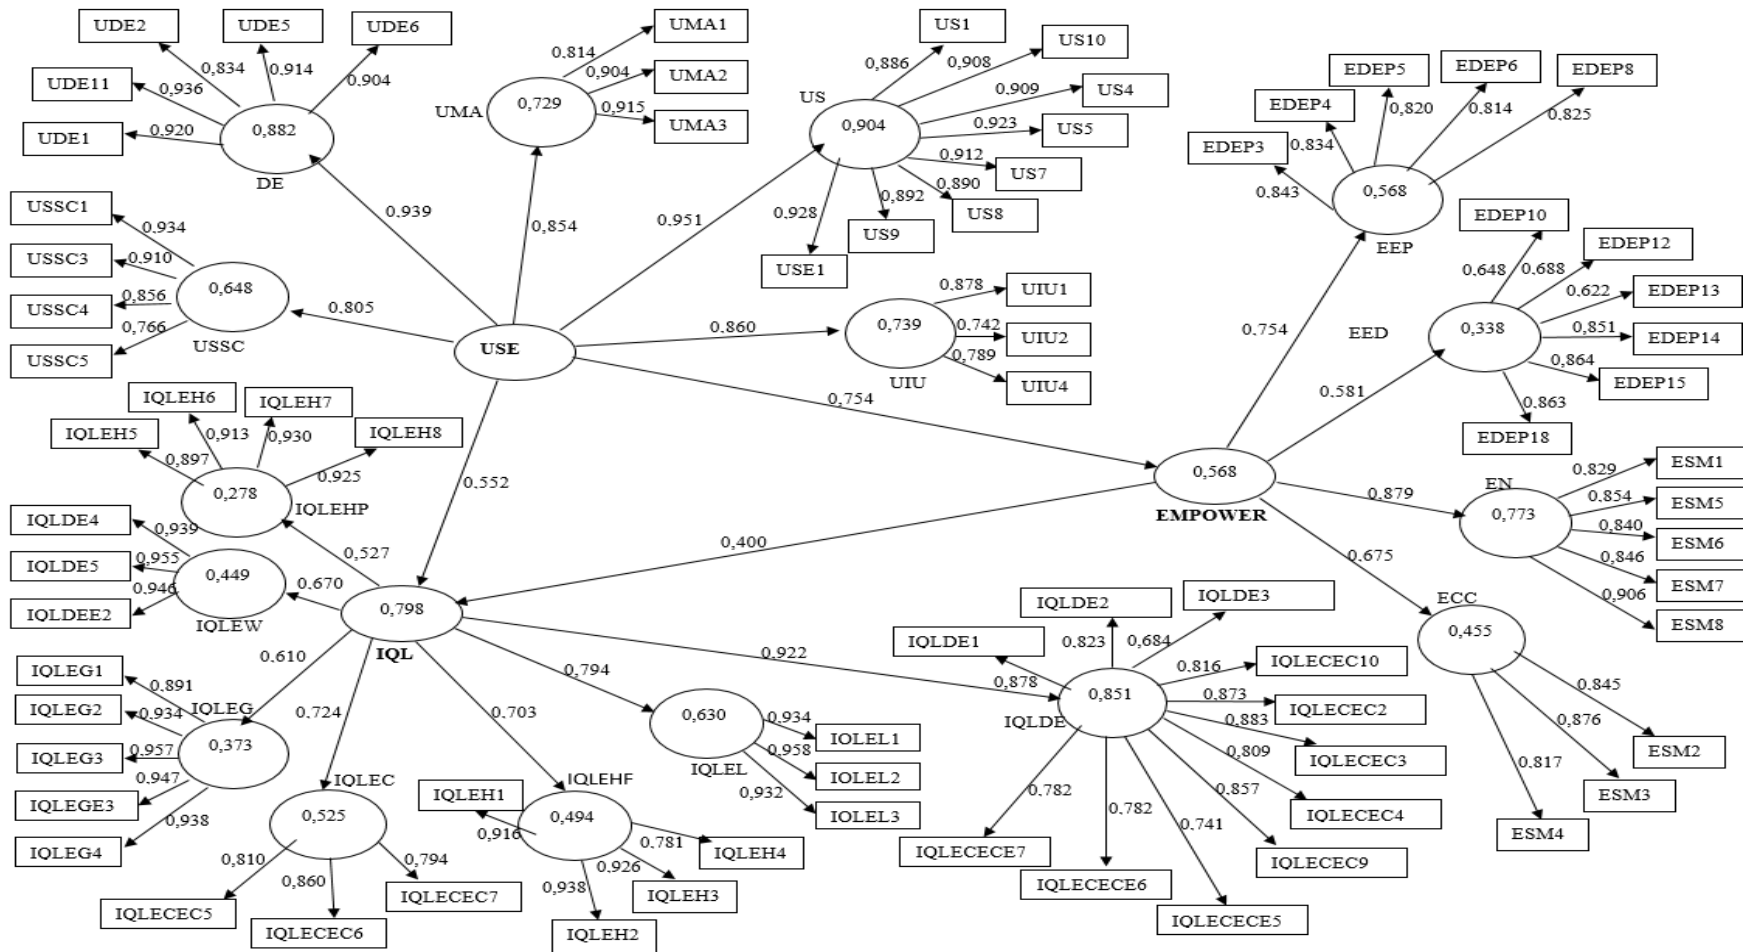 UDE2
UDE5
UDE6
UDE11
UDE1
0,834
0,914
0,904
0,936
0,920
0,882
DE
UMA1
UMA2
UMA3
0,814
0,904
0,915
0,729
UMA
US1
US10
US4
US5
US7
US8
US9
USE1
0,886
0,908
0,909
0,923
0,912
0,890
0,892
0,928
US
0,904
EDEP5
EDEP6
EDEP8
EDEP4
EDEP3
0,820
0,814
0,825
0,834
0,843
0,568
EEP
USSC1
USSC3
USSC4
USSC5
0,934
0,910
0,856
0,766
0,648
USSC
0,939
0,854
0,951
0,805
0,860
USE
0,754
0,552
0,739
UIU
0,878
0,742
0,789
UIU1
UIU2
UIU4
EDEP10
EDEP12
EDEP13
EDEP14
EDEP15
EDEP18
0,648
0,688
0,622
0,851
0,864
0,863
EED
0,338
0,754
0,581
0,568
EMPOWER
0,879
0,675
0,400
EN
0,773
0,829
0,854
0,840
0,846
0,906
ESM1
ESM5
ESM6
ESM7
ESM8
ECC
0,455
0,845
0,876
0,817
ESM2
ESM3
ESM4
IQLEH6
IQLEH7
IQLEH5
IQLEH8
0,913
0,930
0,897
0,925
0,278
IQLEHP
IQLDE4
IQLDE5
IQLDEE2
0,939
0,955
0,946
0,449
IQLEW
0,527
0,670
0,798
IQL
0,610
0,724
0,703
0,794
0,922
IQLEG1
IQLEG2
IQLEG3
IQLEGE3
IQLEG4
0,891
0,934
0,957
0,947
0,938
IQLEG
0,373
IQLEC
0,525
0,810
0,860
0,794
IQLECEC5
IQLECEC6
IQLECEC7
IQLEHF
0,494
IQLEH1
0,916
0,938
0,926
0,781
IQLEH2
IQLEH3
IQLEH4
0,630
IQLEL
0,934
0,958
0,932
IOLEL1
IOLEL2
IOLEL3
IQLDE2
IQLDE3
IQLDE1
0,823
0,684
0,878
0,851
IQLDE
0,816
0,873
0,883
0,809
0,857
0,741
0,782
0,782
IQLECEC10
IQLECEC2
IQLECEC3
IQLECEC4
IQLECEC9
IQLECECE5
IQLECECE6
IQLECECE7